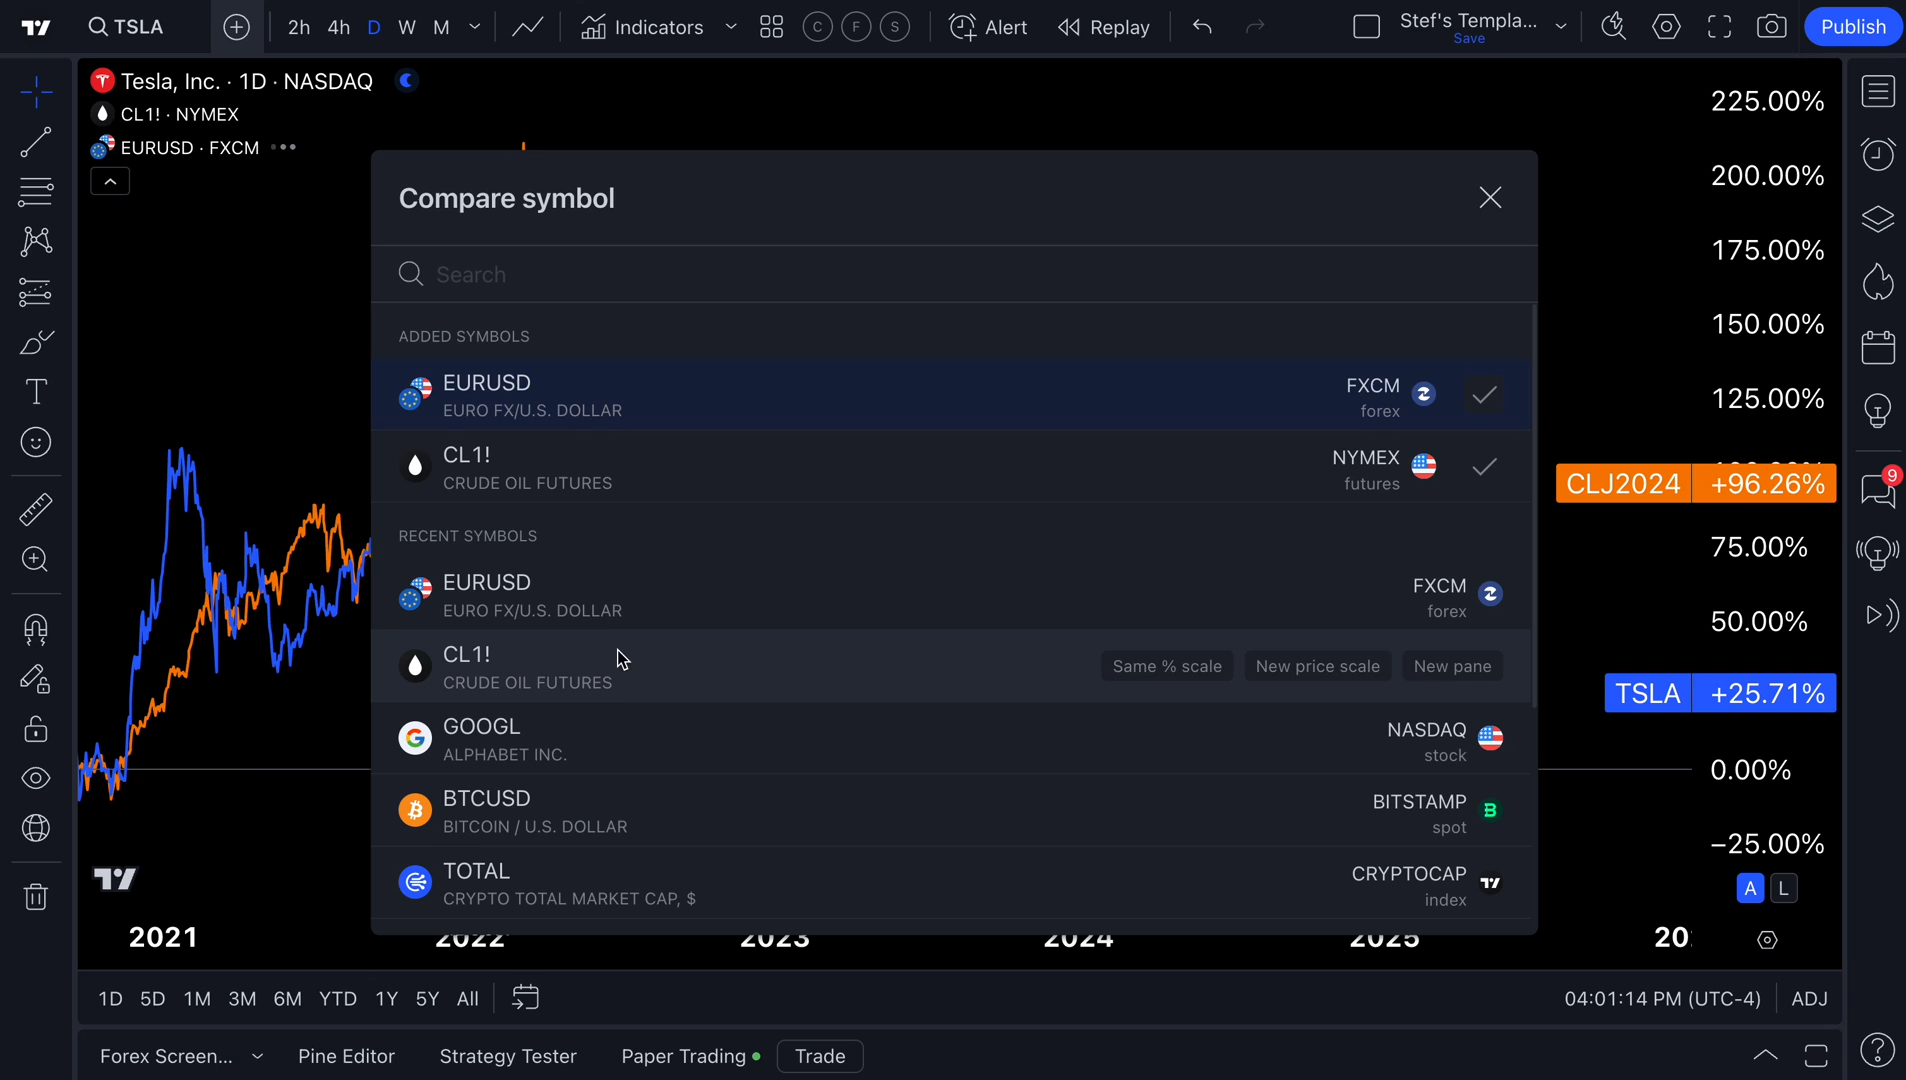 TSLA 2h 4h D W M Indicators C F S Alert Replay Stef's Templa... Publish
Save
Tesla, Inc. · 1D · NASDAQ
CL1! · NYMEX
EURUSD · FXCM
Compare symbol
Search
ADDED SYMBOLS
EURUSD FXCM
EURO FX/U.S. DOLLAR forex
CL1! NYMEX
CRUDE OIL FUTURES futures
RECENT SYMBOLS
EURUSD FXCM
EURO FX/U.S. DOLLAR forex
CL1!
CRUDE OIL FUTURES Same % scale New price scale New pane
GOOGL NASDAQ
ALPHABET INC. stock
BTCUSD BITSTAMP
BITCOIN / U.S. DOLLAR spot
TOTAL CRYPTOCAP
CRYPTO TOTAL MARKET CAP, $ index
225.00%
200.00%
175.00%
150.00%
125.00%
CLJ2024 +96.26%
75.00%
50.00%
TSLA +25.71%
0.00%
−25.00%
A L
9
2021 2022 2023 2024 2025
1D 5D 1M 3M 6M YTD 1Y 5Y All 04:01:14 PM (UTC-4) ADJ
Forex Screen... Pine Editor Strategy Tester Paper Trading Trade